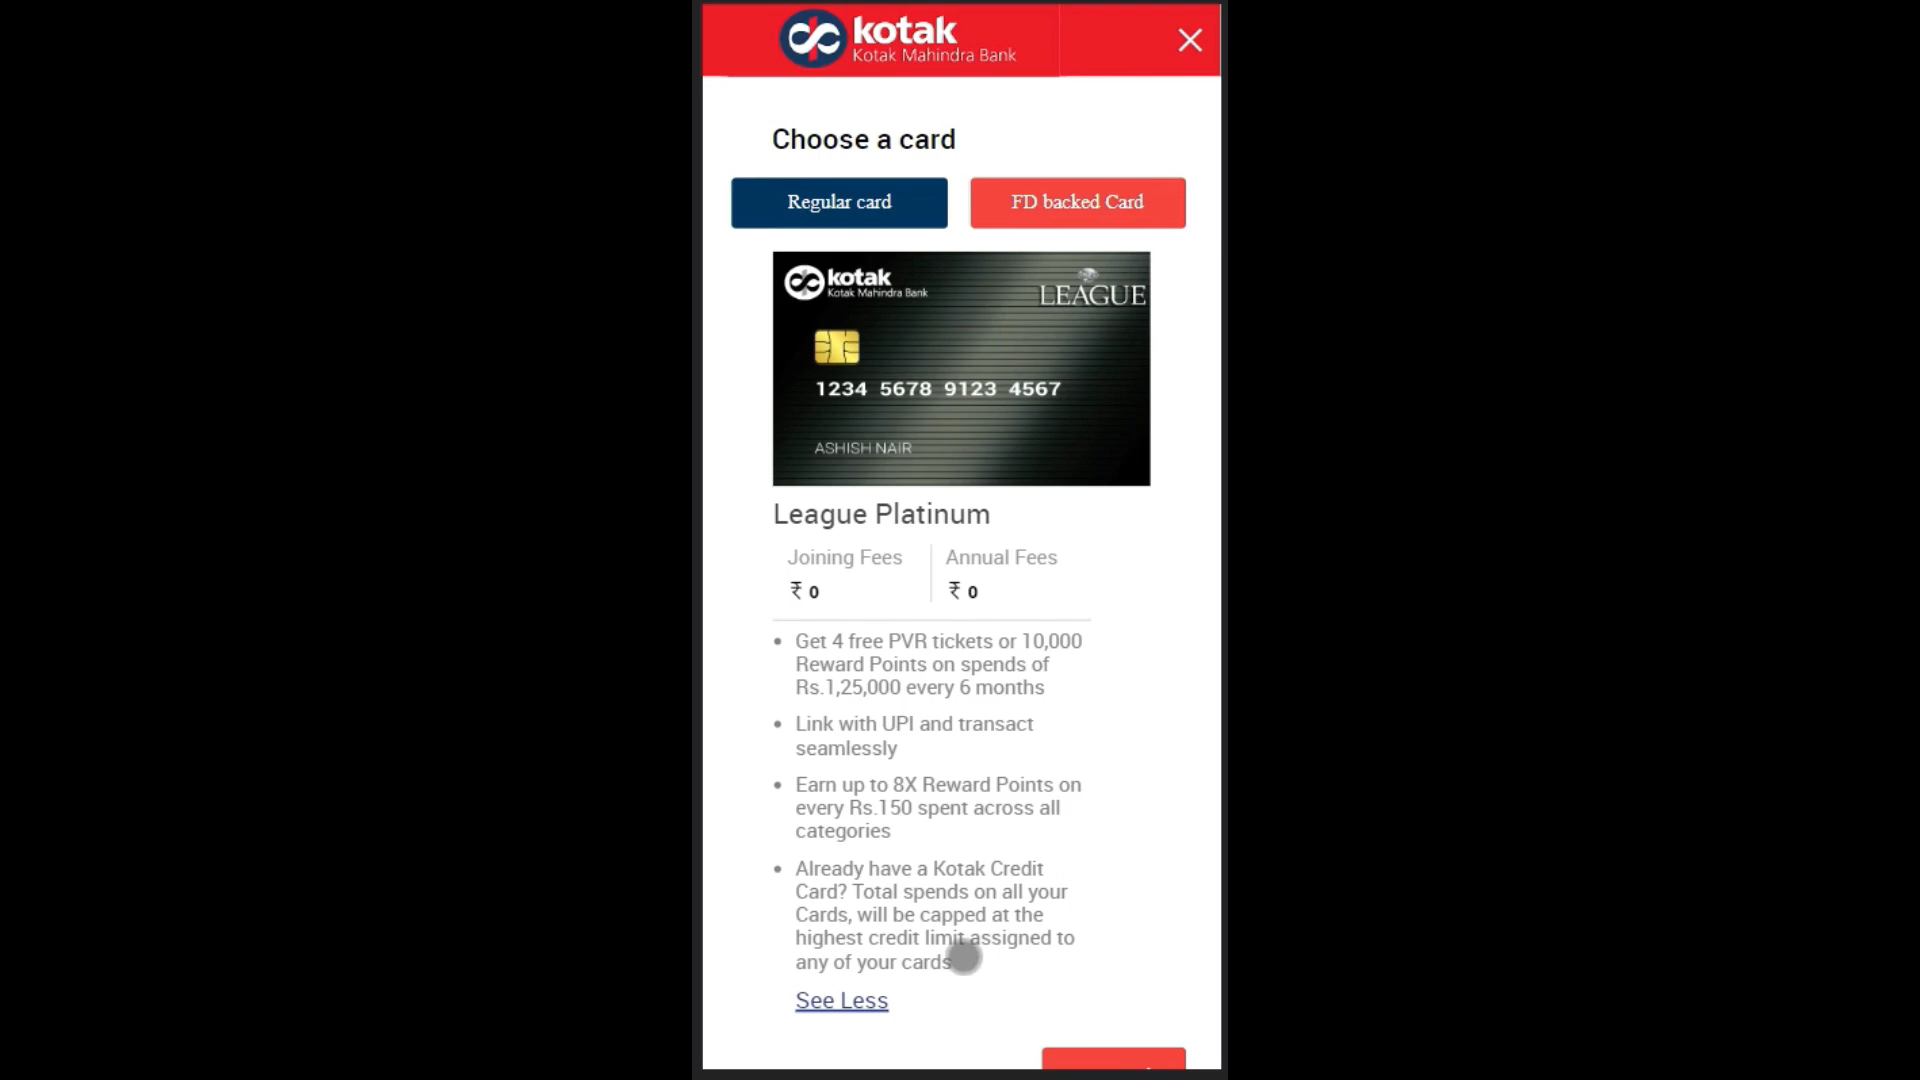 kotak
Kotak Mahindra Bank
Choose a card
Regular card
FD backed Card
kotak
Kotak Mahindra Bank
LEAGUE
1234 5678 9123 4567
ASHISH NAIR
League Platinum
Joining Fees
₹ 0
Annual Fees
₹ 0
• Get 4 free PVR tickets or 10,000
Reward Points on spends of
Rs.1,25,000 every 6 months
• Link with UPI and transact
seamlessly
• Earn up to 8X Reward Points on
every Rs.150 spent across all
categories
• Already have a Kotak Credit
Card? Total spends on all your
Cards, will be capped at the
highest credit limit assigned to
any of your cards
See Less